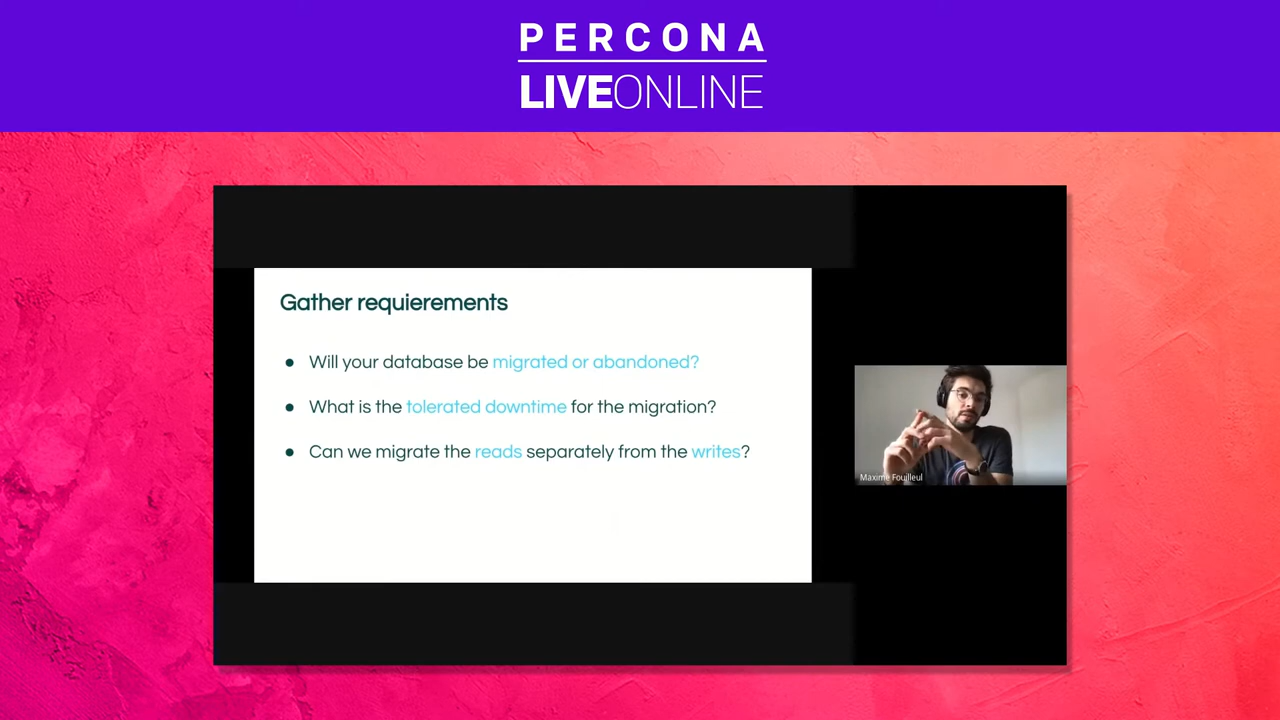 PERCONA
LIVEONLINE
Gather requierements
● Will your database be migrated or abandoned?
● What is the tolerated downtime for the migration?
● Can we migrate the reads separately from the writes?
Maxime Fouilleul